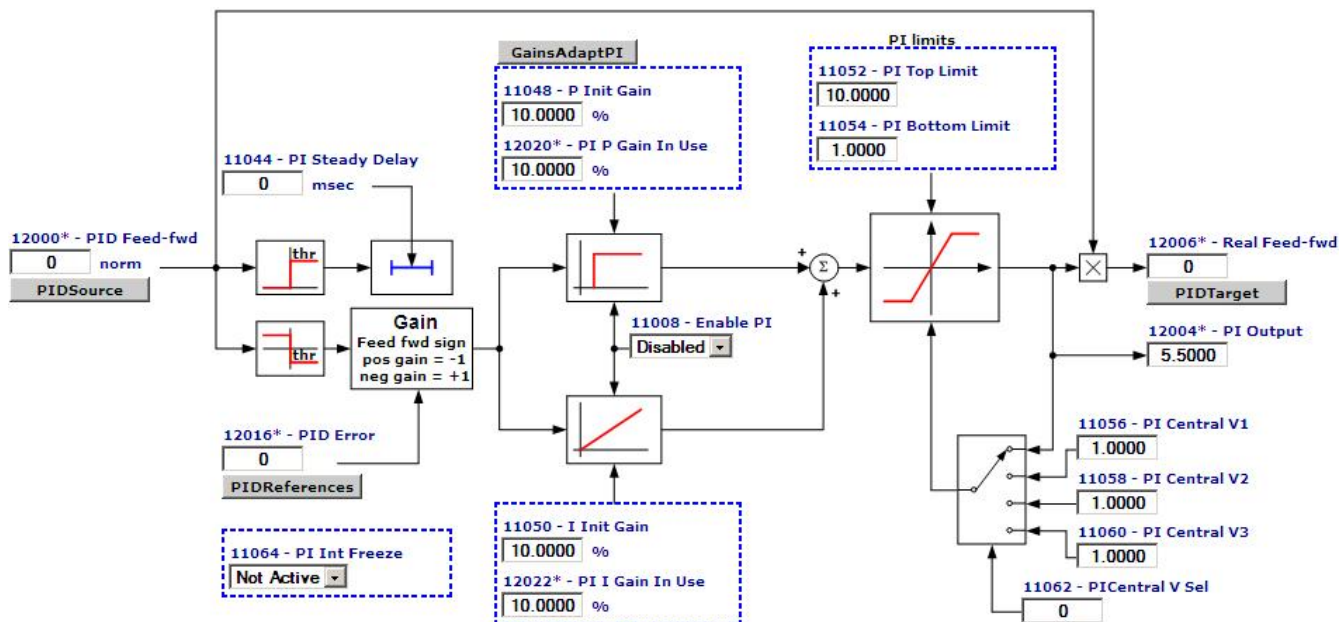 GainsAdaptPI
PI limits
11048 - P Init Gain
10.0000 %
12020* - PI P Gain In Use
10.0000 %
11052 - PI Top Limit
10.0000
11054 - PI Bottom Limit
1.0000
11044 - PI Steady Delay
0 msec
12000* - PID Feed-fwd
0 norm
PIDSource
thr
thr
Gain
Feed fwd sign
pos gain = -1
neg gain = +1
11008 - Enable PI
Disabled
+
Σ
+
12006* - Real Feed-fwd
0
PIDTarget
12004* - PI Output
5.5000
12016* - PID Error
0
PIDReferences
11056 - PI Central V1
1.0000
11058 - PI Central V2
1.0000
11060 - PI Central V3
1.0000
11062 - PICentral V Sel
0
11064 - PI Int Freeze
Not Active
11050 - I Init Gain
10.0000 %
12022* - PI I Gain In Use
10.0000 %